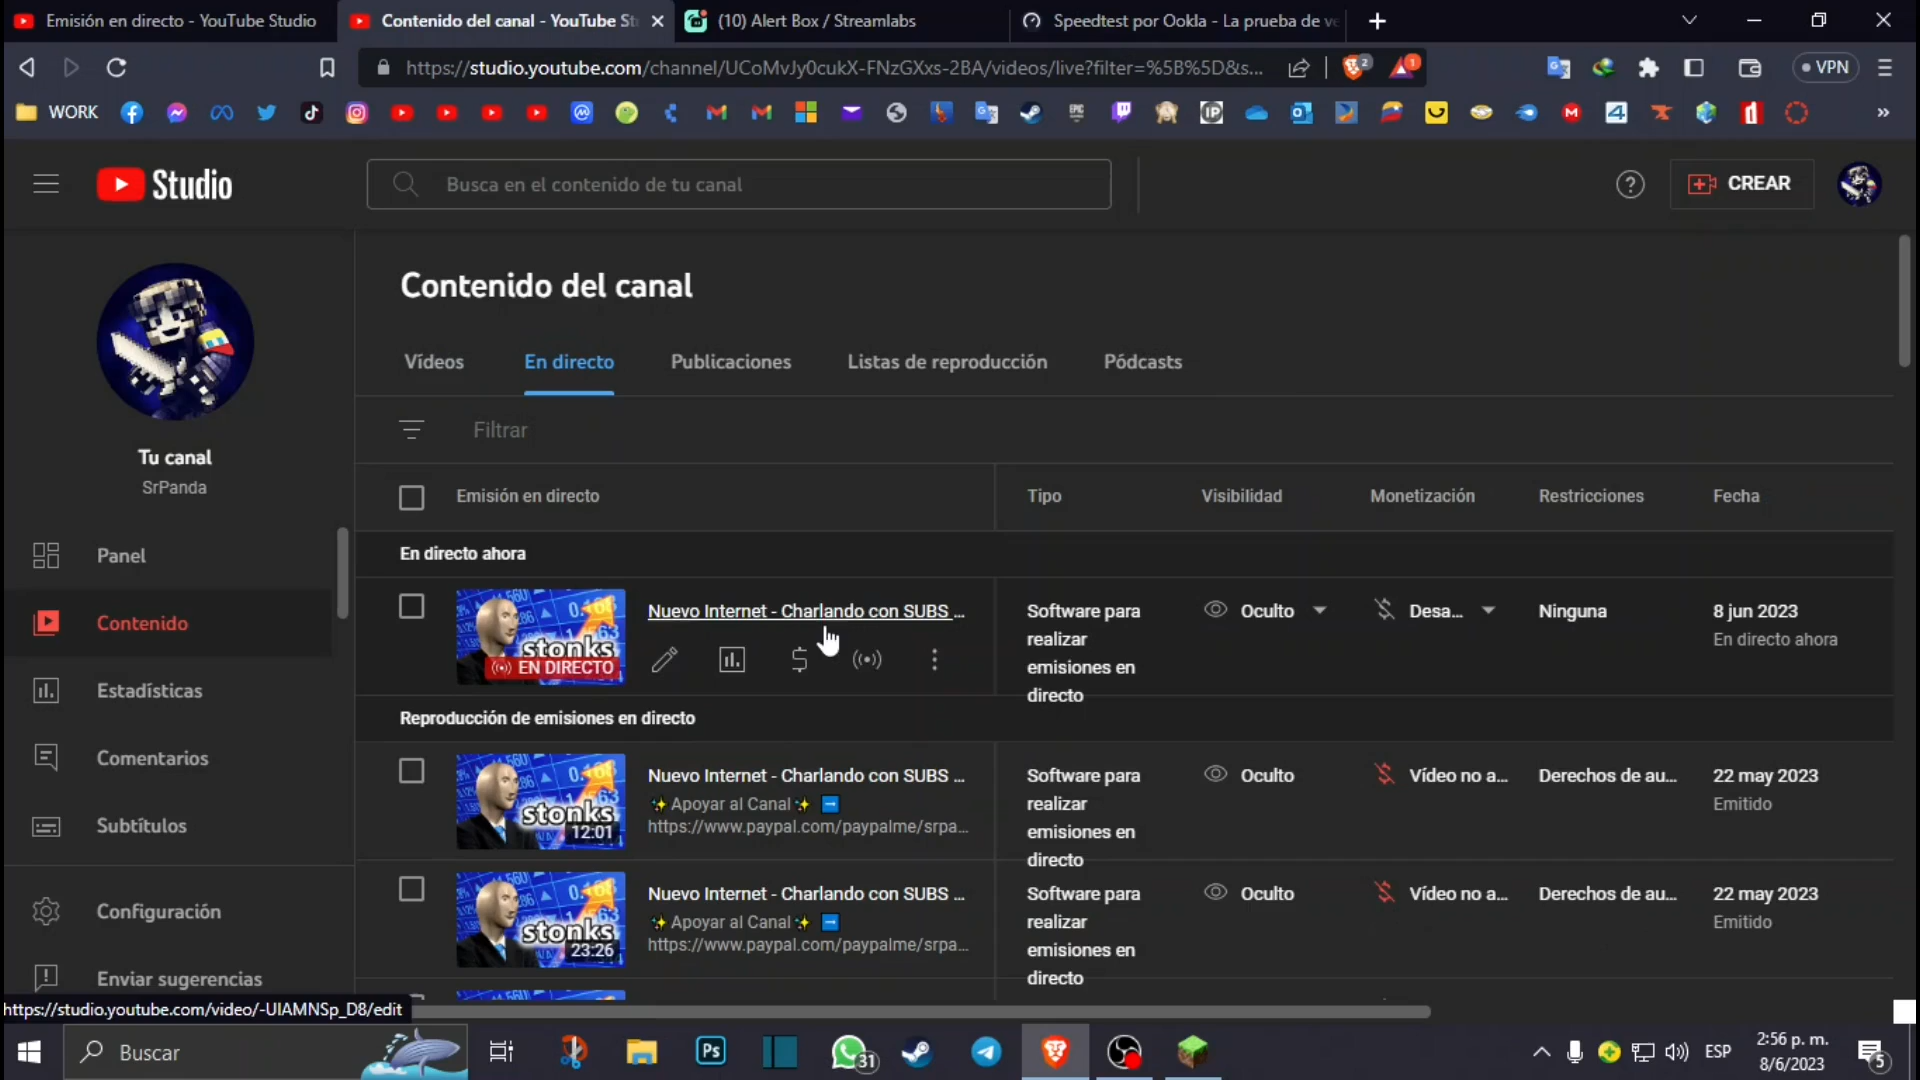 Emisión en directo - YouTube Studio
Contenido del canal - YouTube St
(10) Alert Box / Streamlabs
Speedtest por Ookla - La prueba de ve
https://studio.youtube.com/channel/UCoMvJy0cukX-FNzGXxs-2BA/videos/live?filter=%5B%5D&s...
2
1
VPN
WORK
Studio
Busca en el contenido de tu canal
CREAR
Contenido del canal
Vídeos
En directo
Publicaciones
Listas de reproducción
Pódcasts
Tu canal
SrPanda
Filtrar
Emisión en directo
Tipo
Visibilidad
Monetización
Restricciones
Fecha
Panel
Contenido
Estadísticas
Comentarios
Subtítulos
Configuración
Enviar sugerencias
En directo ahora
stonks
EN DIRECTO
Nuevo Internet - Charlando con SUBS ...
Software para
realizar
emisiones en
directo
Oculto
Desa...
Ninguna
8 jun 2023
En directo ahora
Reproducción de emisiones en directo
stonks
12:01
Nuevo Internet - Charlando con SUBS ...
✨ Apoyar al Canal ✨ ➡
https://www.paypal.com/paypalme/srpa...
Software para
realizar
emisiones en
directo
Oculto
Vídeo no a...
Derechos de au...
22 may 2023
Emitido
stonks
23:26
Nuevo Internet - Charlando con SUBS ...
✨ Apoyar al Canal ✨ ➡
https://www.paypal.com/paypalme/srpa...
Software para
realizar
emisiones en
directo
Oculto
Vídeo no a...
Derechos de au...
22 may 2023
Emitido
https://studio.youtube.com/video/-UIAMNSp_D8/edit
Buscar
Ps
31
ESP
2:56 p. m.
8/6/2023
5